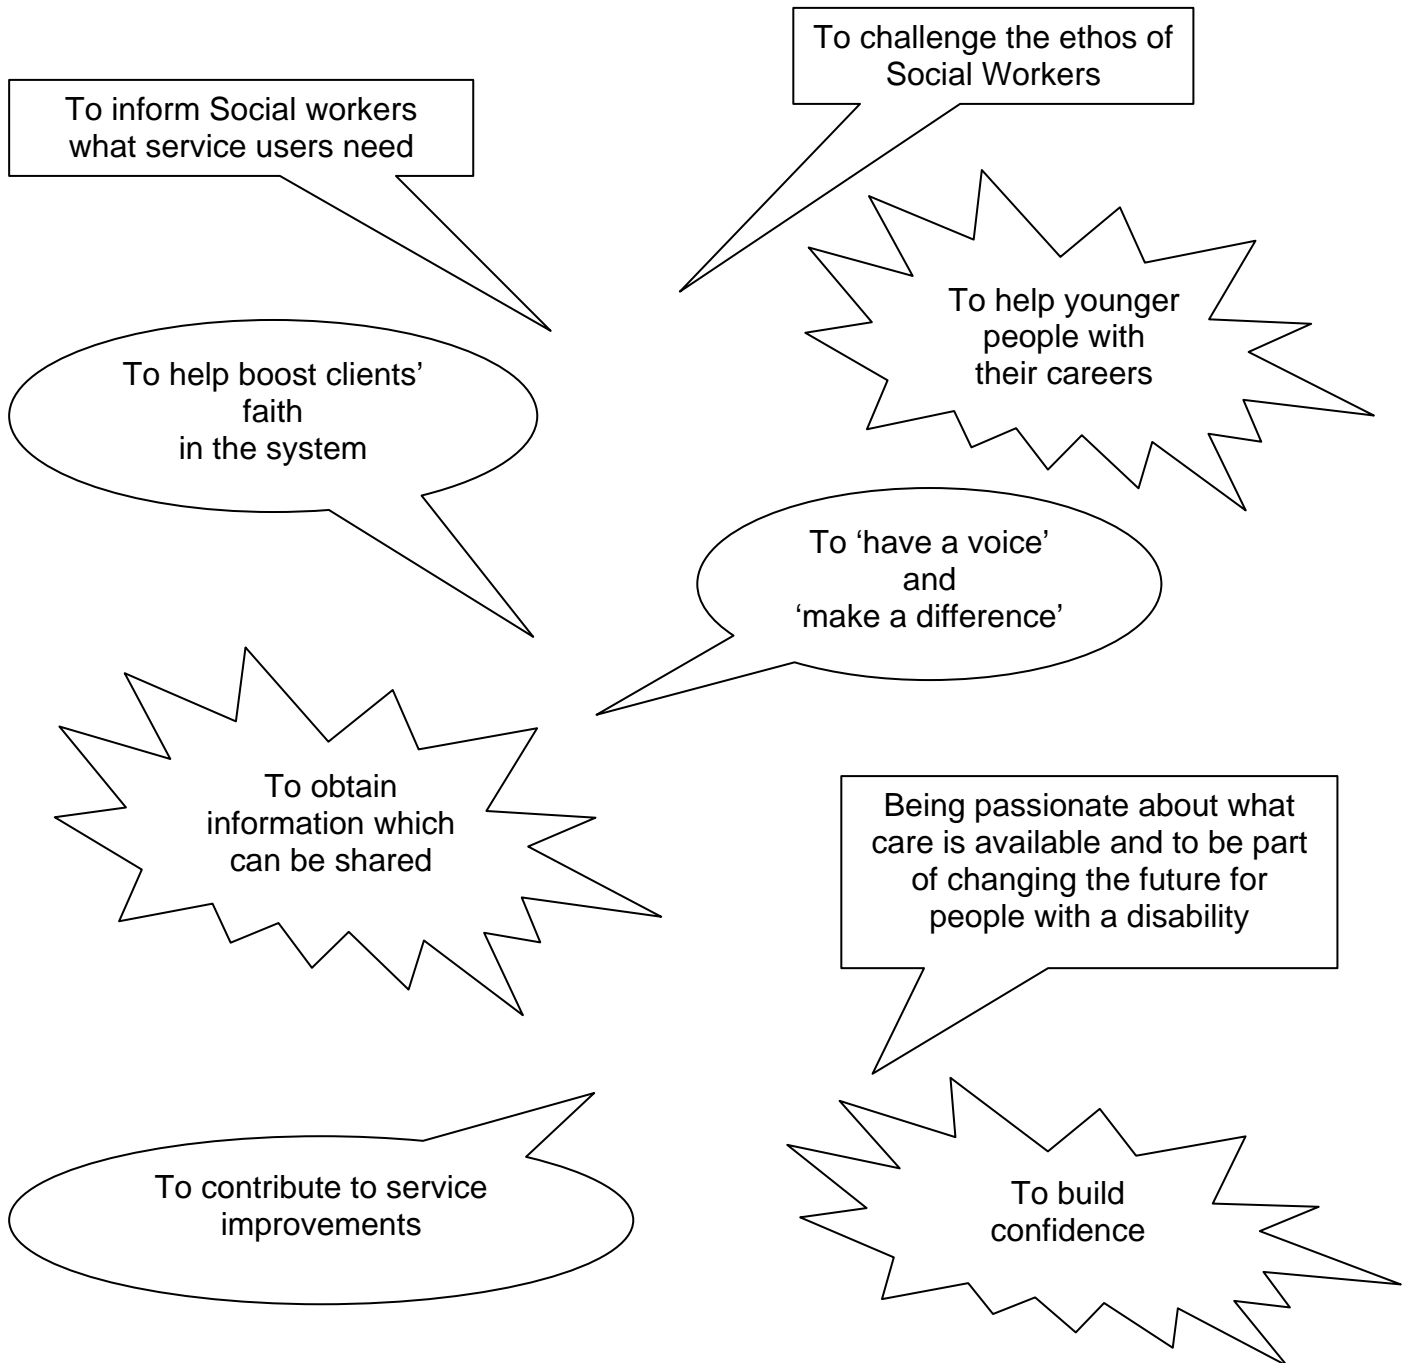 To challenge the ethos of
Social Workers
To inform Social workers
what service users need
To help younger
people with
their careers
To help boost clients’
faith
in the system
To ‘have a voice’
and
‘make a difference’
To obtain
information which
can be shared
Being passionate about what
care is available and to be part
of changing the future for
people with a disability
To contribute to service
improvements
To build
confidence